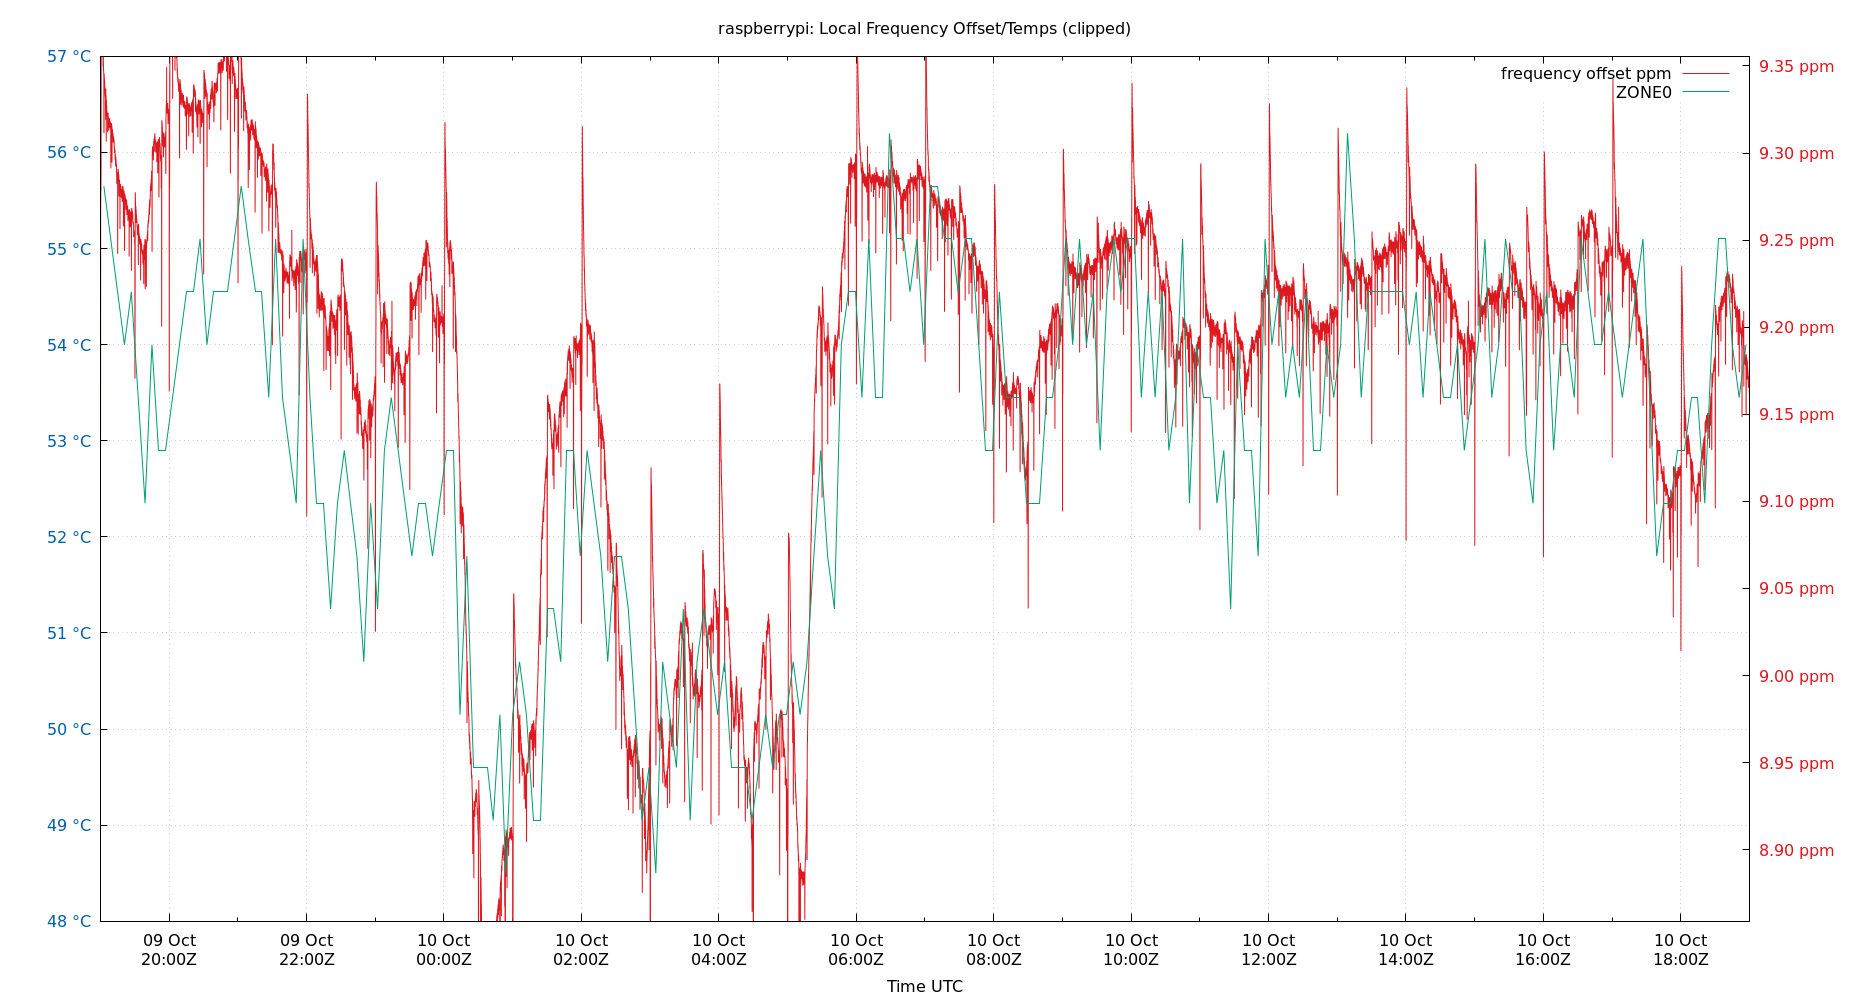 raspberrypi: Local Frequency Offset/Temps (clipped)
57 °C
56 °C
55 °C
54 °C
53 °C
52 °C
51 °C
50 °C
49 °C
48 °C
frequency offset ppm
ZONE0
9.35 ppm
9.30 ppm
9.25 ppm
9.20 ppm
9.15 ppm
9.10 ppm
9.05 ppm
9.00 ppm
8.95 ppm
8.90 ppm
09 Oct 09 Oct 10 Oct 10 Oct 10 Oct 10 Oct 10 Oct 10 Oct 10 Oct 10 Oct 10 Oct 10 Oct
20:00Z 22:00Z 00:00Z 02:00Z 04:00Z 06:00Z 08:00Z 10:00Z 12:00Z 14:00Z 16:00Z 18:00Z
Time UTC